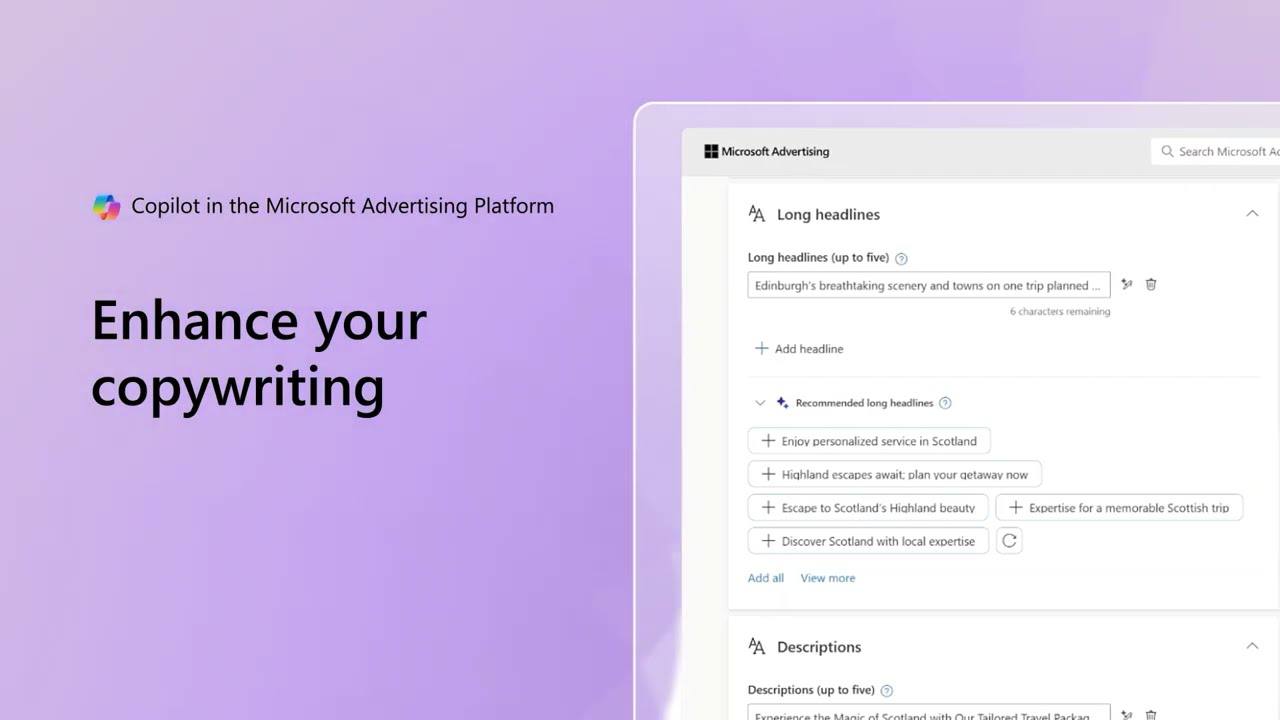 Copilot in the Microsoft Advertising Platform
Enhance your
copywriting
Microsoft Advertising
Search Microsoft Ad
Long headlines
Long headlines (up to five)
Edinburgh's breathtaking scenery and towns on one trip planned ...
6 characters remaining
Add headline
Recommended long headlines
Enjoy personalized service in Scotland
Highland escapes await; plan your getaway now
Escape to Scotland's Highland beauty
Expertise for a memorable Scottish trip
Discover Scotland with local expertise
Add all View more
Descriptions
Descriptions (up to five)
Experience the Magic of Scotland with Our Tailored Travel Packag